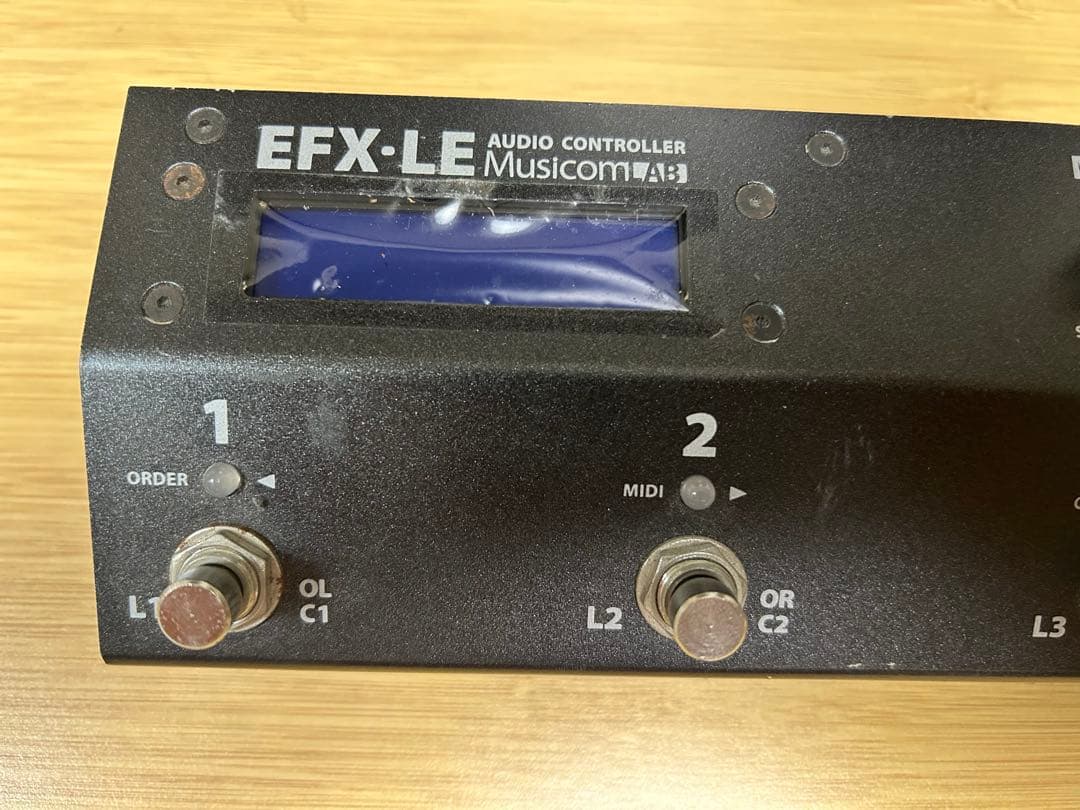 EFX·LE AUDIO CONTROLLER
MusicomLAB
1
2
ORDER ◄
MIDI ►
L1 OL
C1
L2 OR
C2
L3